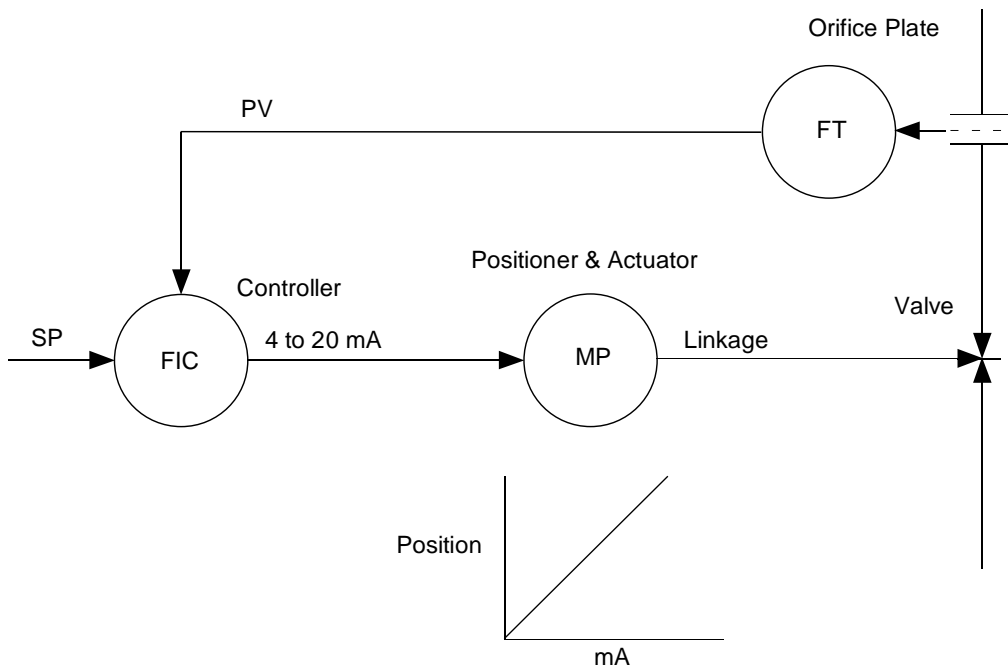 Orifice Plate
PV
FT
Positioner & Actuator
Controller
Valve
SP
4 to 20 mA
Linkage
FIC
MP
Position
mA